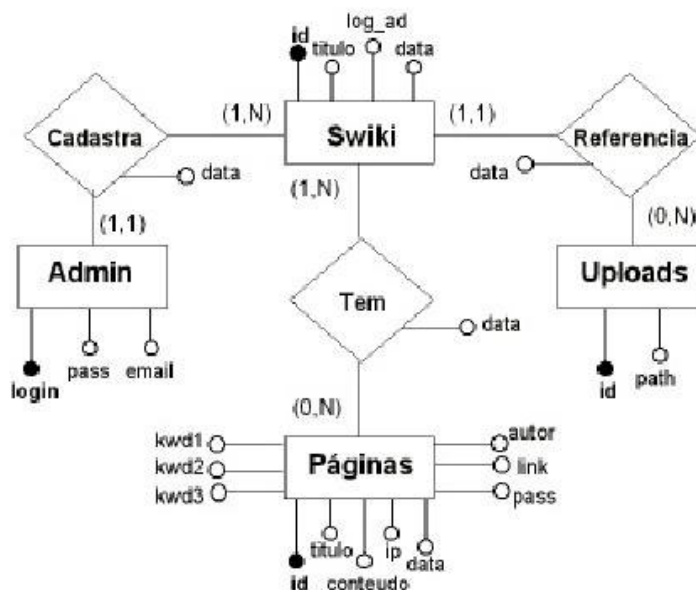 log_ad
id
titulo
data
(1,N)
(1,1)
Cadastra
Swiki
Referencia
data
(1,N)
data
(1,1)
(0,N)
Admin
Uploads
Tem
data
login
pass
email
id
path
(0,N)
kwd1
kwd2
kwd3
Páginas
autor
link
pass
titulo
ip
data
id
conteudo